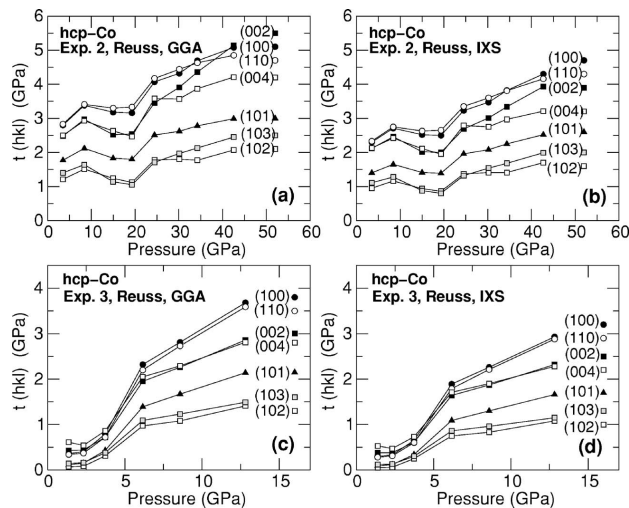 hcp–Co
Exp. 2, Reuss, GGA
t (hkl) (GPa)
6
5
4
3
2
1
0
(002)
(100)
(110)
(004)
(101)
(103)
(102)
(a)
0 10 20 30 40 50 60
Pressure (GPa)
hcp–Co
Exp. 2, Reuss, IXS
t (hkl) (GPa)
6
5
4
3
2
1
0
(100)
(110)
(002)
(004)
(101)
(103)
(102)
(b)
0 10 20 30 40 50 60
Pressure (GPa)
hcp–Co
Exp. 3, Reuss, GGA
t (hkl) (GPa)
4
3
2
1
0
(100)
(110)
(002)
(004)
(101)
(103)
(102)
(c)
0 5 10 15
Pressure (GPa)
hcp–Co
Exp. 3, Reuss, IXS
t (hkl) (GPa)
4
3
2
1
0
(100)
(110)
(002)
(004)
(101)
(103)
(102)
(d)
0 5 10 15
Pressure (GPa)